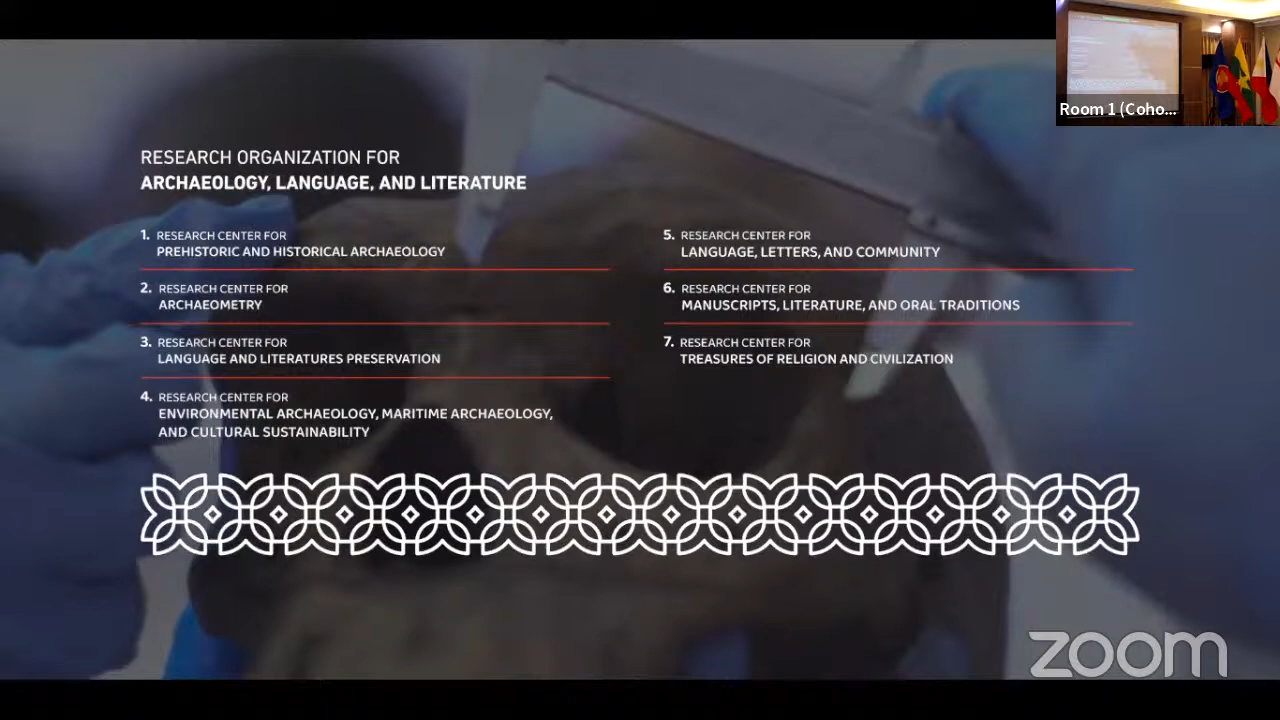 Room 1 (Coho...
RESEARCH ORGANIZATION FOR
ARCHAEOLOGY, LANGUAGE, AND LITERATURE
1. RESEARCH CENTER FOR
PREHISTORIC AND HISTORICAL ARCHAEOLOGY
2. RESEARCH CENTER FOR
ARCHAEOMETRY
3. RESEARCH CENTER FOR
LANGUAGE AND LITERATURES PRESERVATION
4. RESEARCH CENTER FOR
ENVIRONMENTAL ARCHAEOLOGY, MARITIME ARCHAEOLOGY,
AND CULTURAL SUSTAINABILITY
5. RESEARCH CENTER FOR
LANGUAGE, LETTERS, AND COMMUNITY
6. RESEARCH CENTER FOR
MANUSCRIPTS, LITERATURE, AND ORAL TRADITIONS
7. RESEARCH CENTER FOR
TREASURES OF RELIGION AND CIVILIZATION
zoom